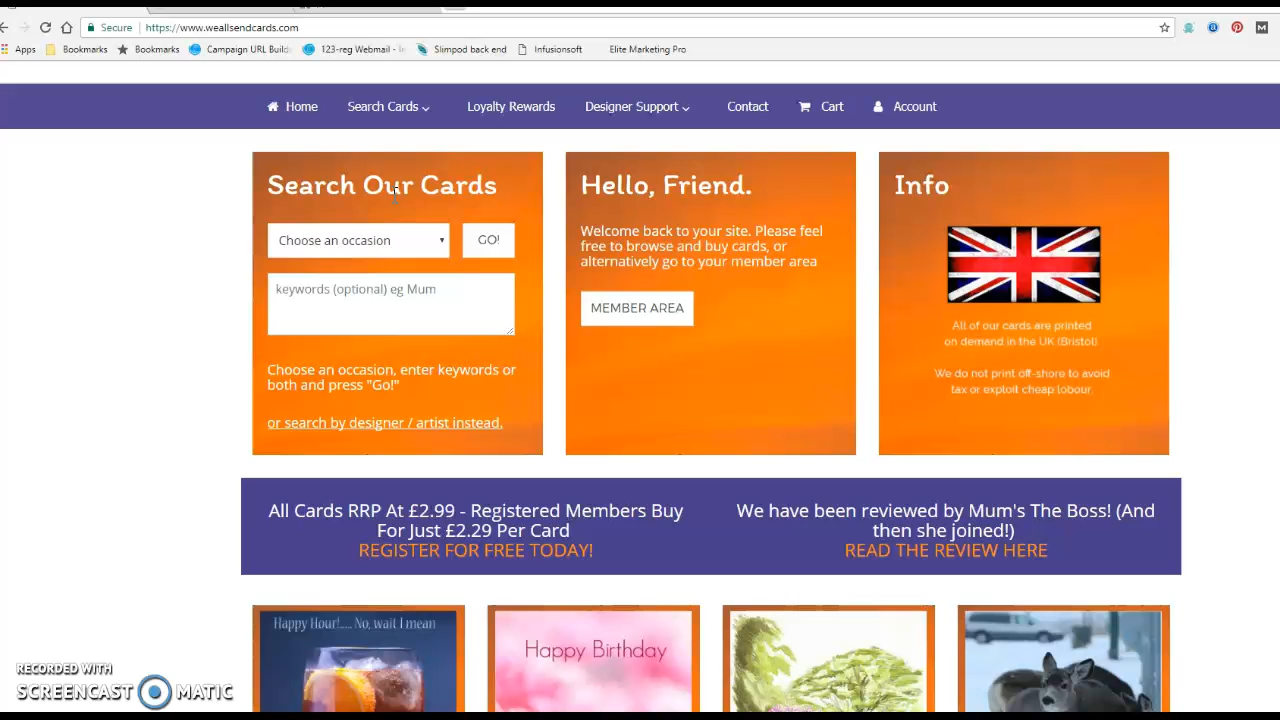 Secure
https://www.weallsendcards.com
Apps
Bookmarks
Bookmarks
Campaign URL Build
123-reg Webmail - I
Slimpod back end
Infusionsoft
Elite Marketing Pro
Home
Search Cards
Loyalty Rewards
Designer Support
Contact
Cart
Account
Search Our Cards
Choose an occasion
GO!
keywords (optional) eg Mum
Choose an occasion, enter keywords or
both and press "Go!"
or search by designer / artist instead.
Hello, Friend.
Welcome back to your site. Please feel
free to browse and buy cards, or
alternatively go to your member area
MEMBER AREA
Info
All of our cards are printed
on demand in the UK (Bristol)
We do not print off-shore to avoid
tax or exploit cheap lobour.
All Cards RRP At £2.99 - Registered Members Buy
For Just £2.29 Per Card
REGISTER FOR FREE TODAY!
We have been reviewed by Mum's The Boss! (And
then she joined!)
READ THE REVIEW HERE
Happy Hour!..... No, wait I mean
Happy Birthday
RECORDED WITH
SCREENCAST MATIC